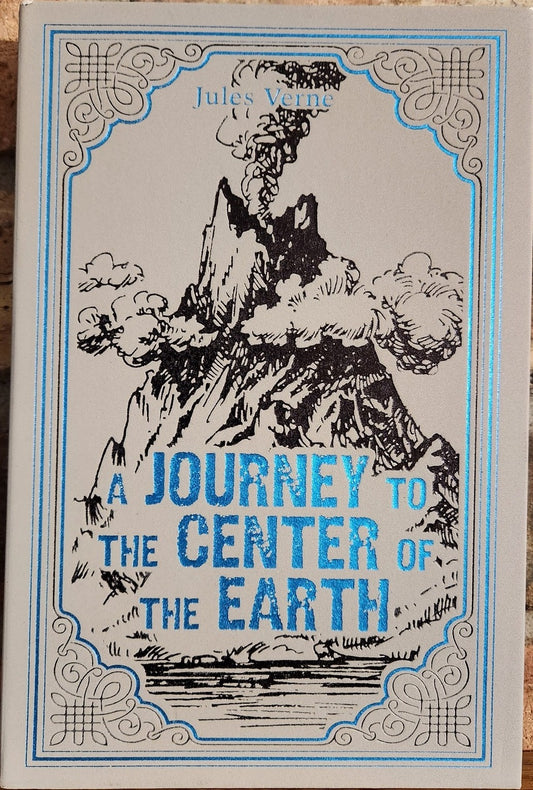 Jules Verne
A JOURNEY TO
THE CENTER OF
THE EARTH